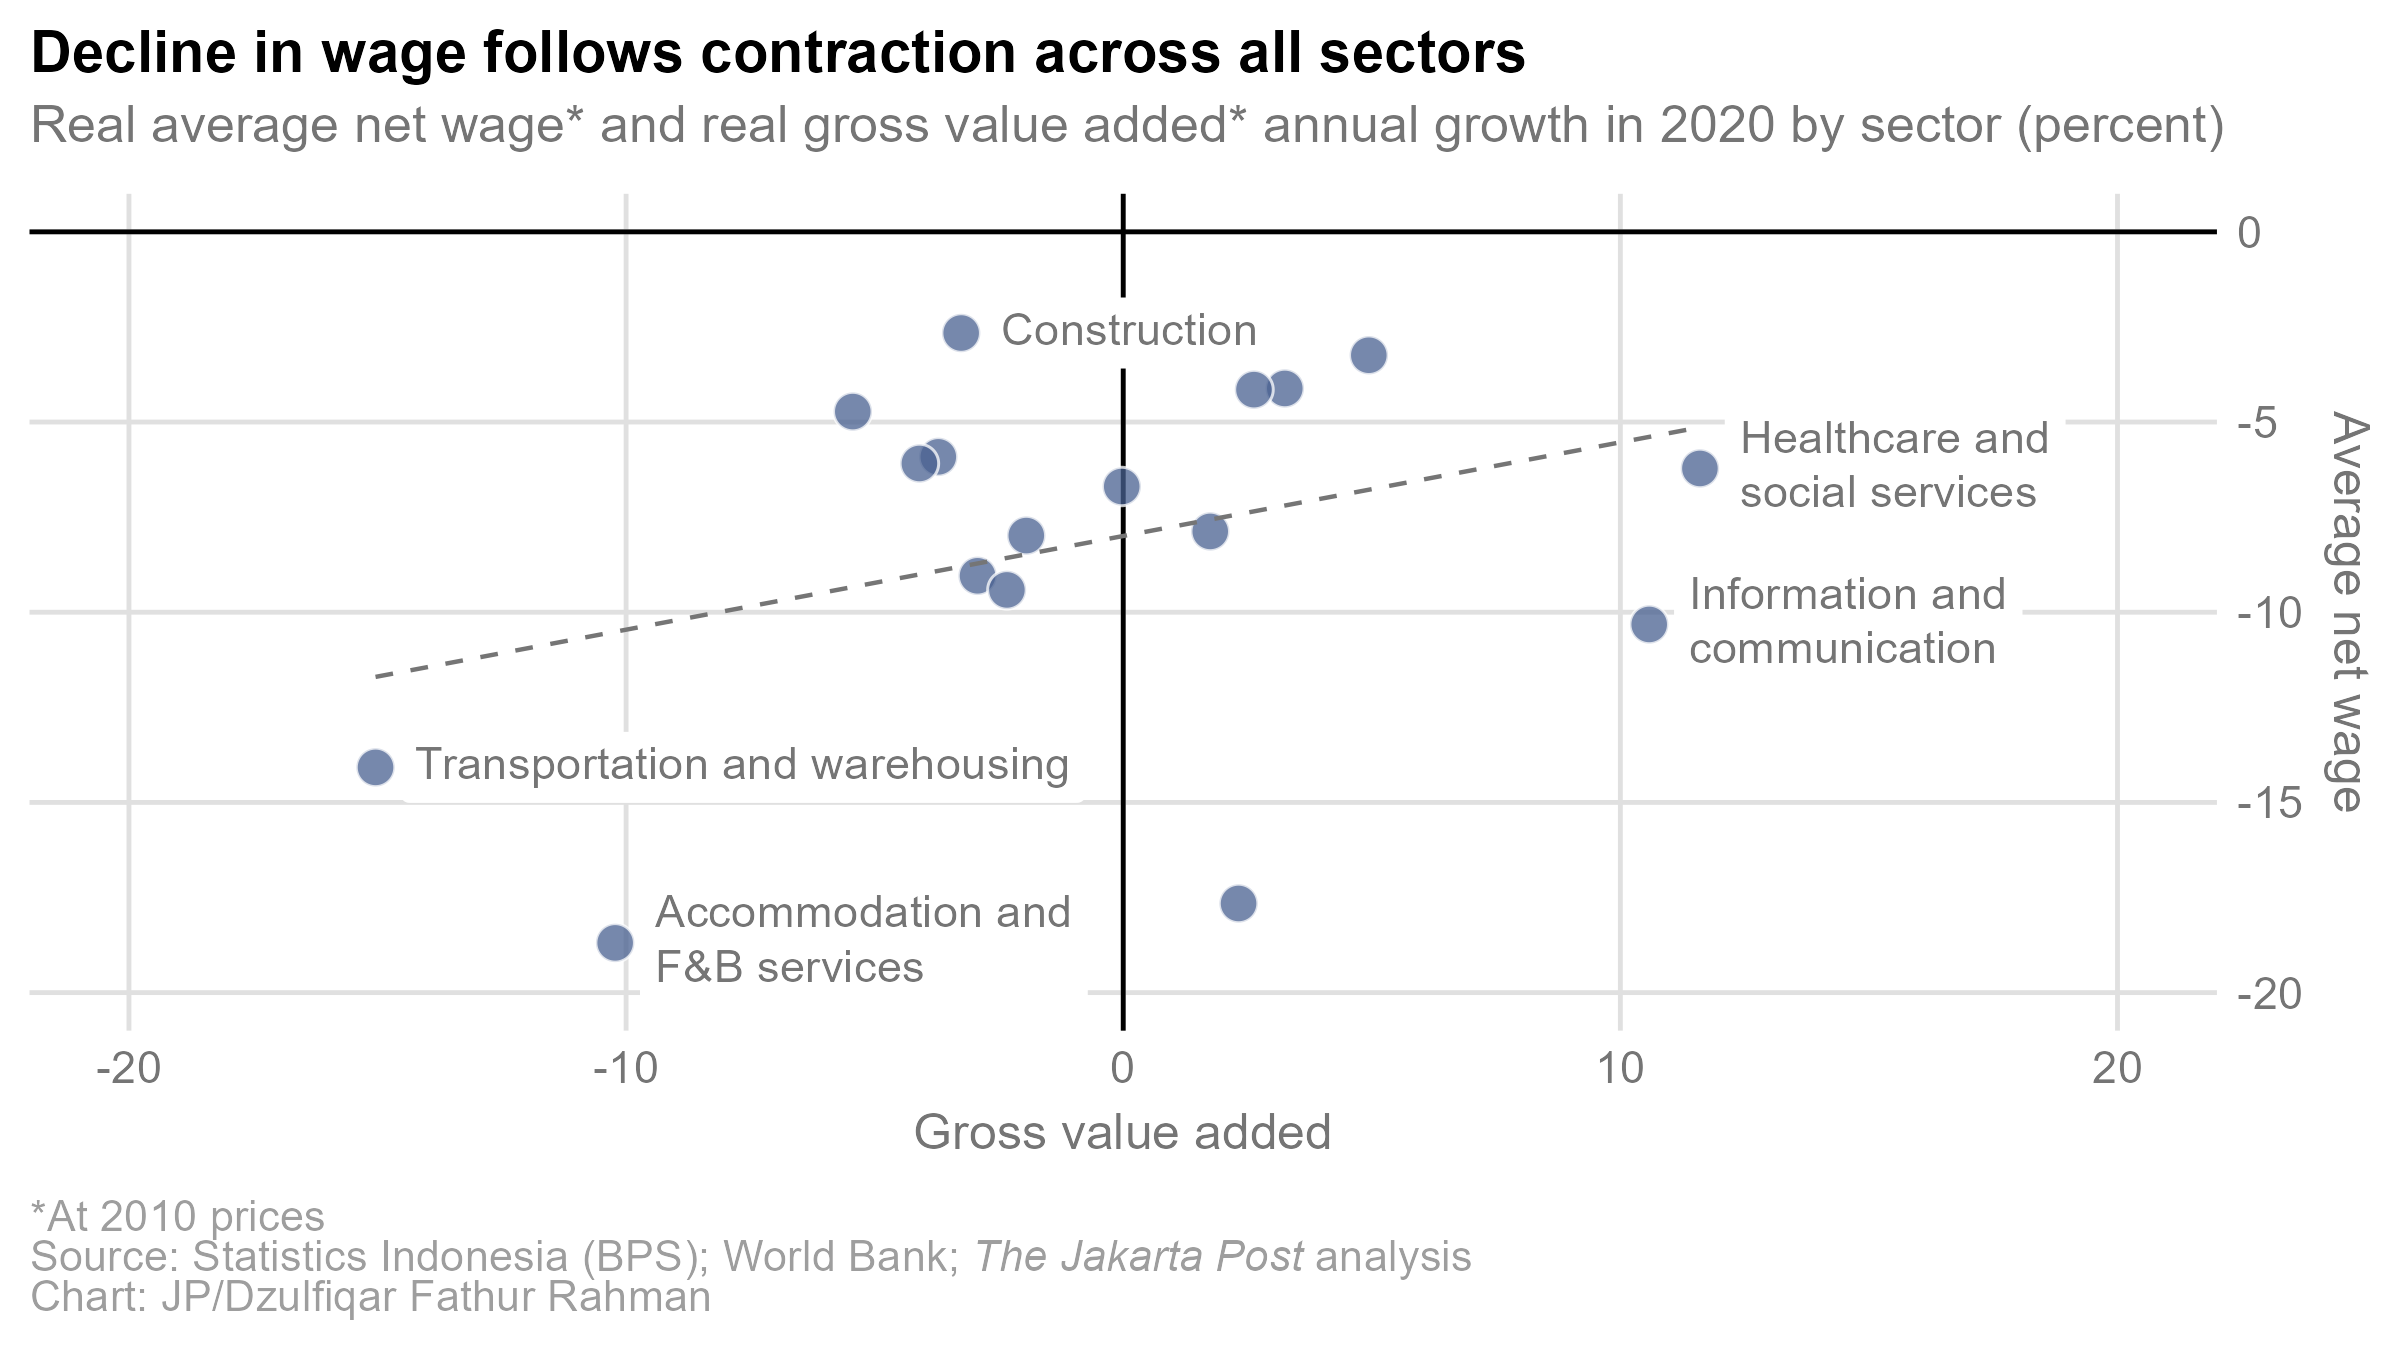 Decline in wage follows contraction across all sectors
Real average net wage* and real gross value added* annual growth in 2020 by sector (percent)
0
Construction
-5
Healthcare and
social services
Information and
communication
-10
Average net wage
Transportation and warehousing
-15
Accommodation and
F&B services
-20
-20 -10 0 10 20
Gross value added
*At 2010 prices
Source: Statistics Indonesia (BPS); World Bank; The Jakarta Post analysis
Chart: JP/Dzulfiqar Fathur Rahman